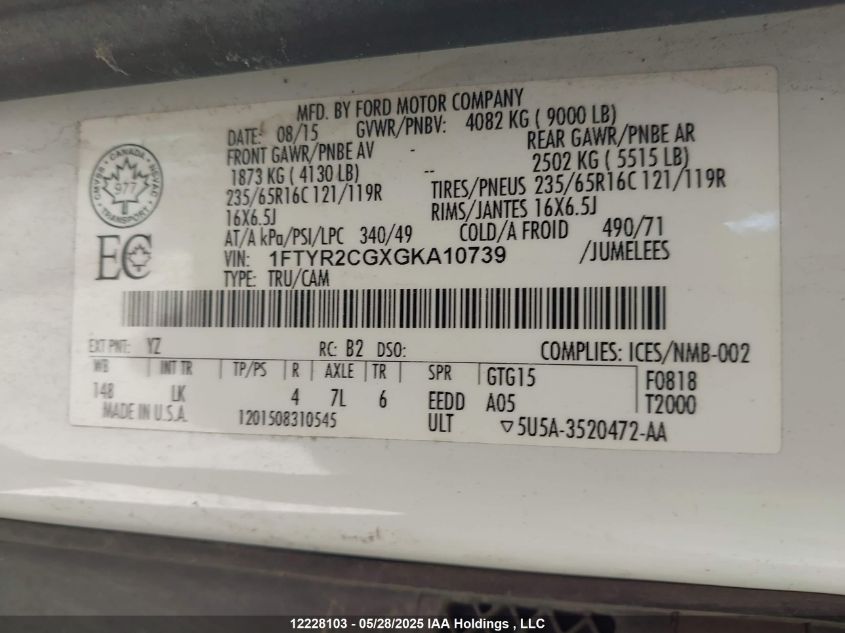 MFD. BY FORD MOTOR COMPANY
DATE: 08/15 GVWR/PNBV: 4082 KG ( 9000 LB)
FRONT GAWR/PNBE AV - REAR GAWR/PNBE AR
1873 KG ( 4130 LB) -- 2502 KG ( 5515 LB)
235/65R16C 121/119R TIRES/PNEUS 235/65R16C 121/119R
16X6.5J RIMS/JANTES 16X6.5J
AT/A kPa/PSI/LPC 340/49 COLD/A FROID 490/71
VIN: 1FTYR2CGXGKA10739 /JUMELEES
TYPE: TRU/CAM
CANADA
977
TRANSPORT
EC
EXT PNT: YZ RC: B2 DSO: COMPLIES: ICES/NMB-002
WB INT TR TP/PS R AXLE TR SPR GTG15 F0818
148 LK 4 7L 6 EEDD A05 T2000
MADE IN U.S.A. 1201508310545 ULT ▽5U5A-3520472-AA
12228103 - 05/28/2025 IAA Holdings , LLC